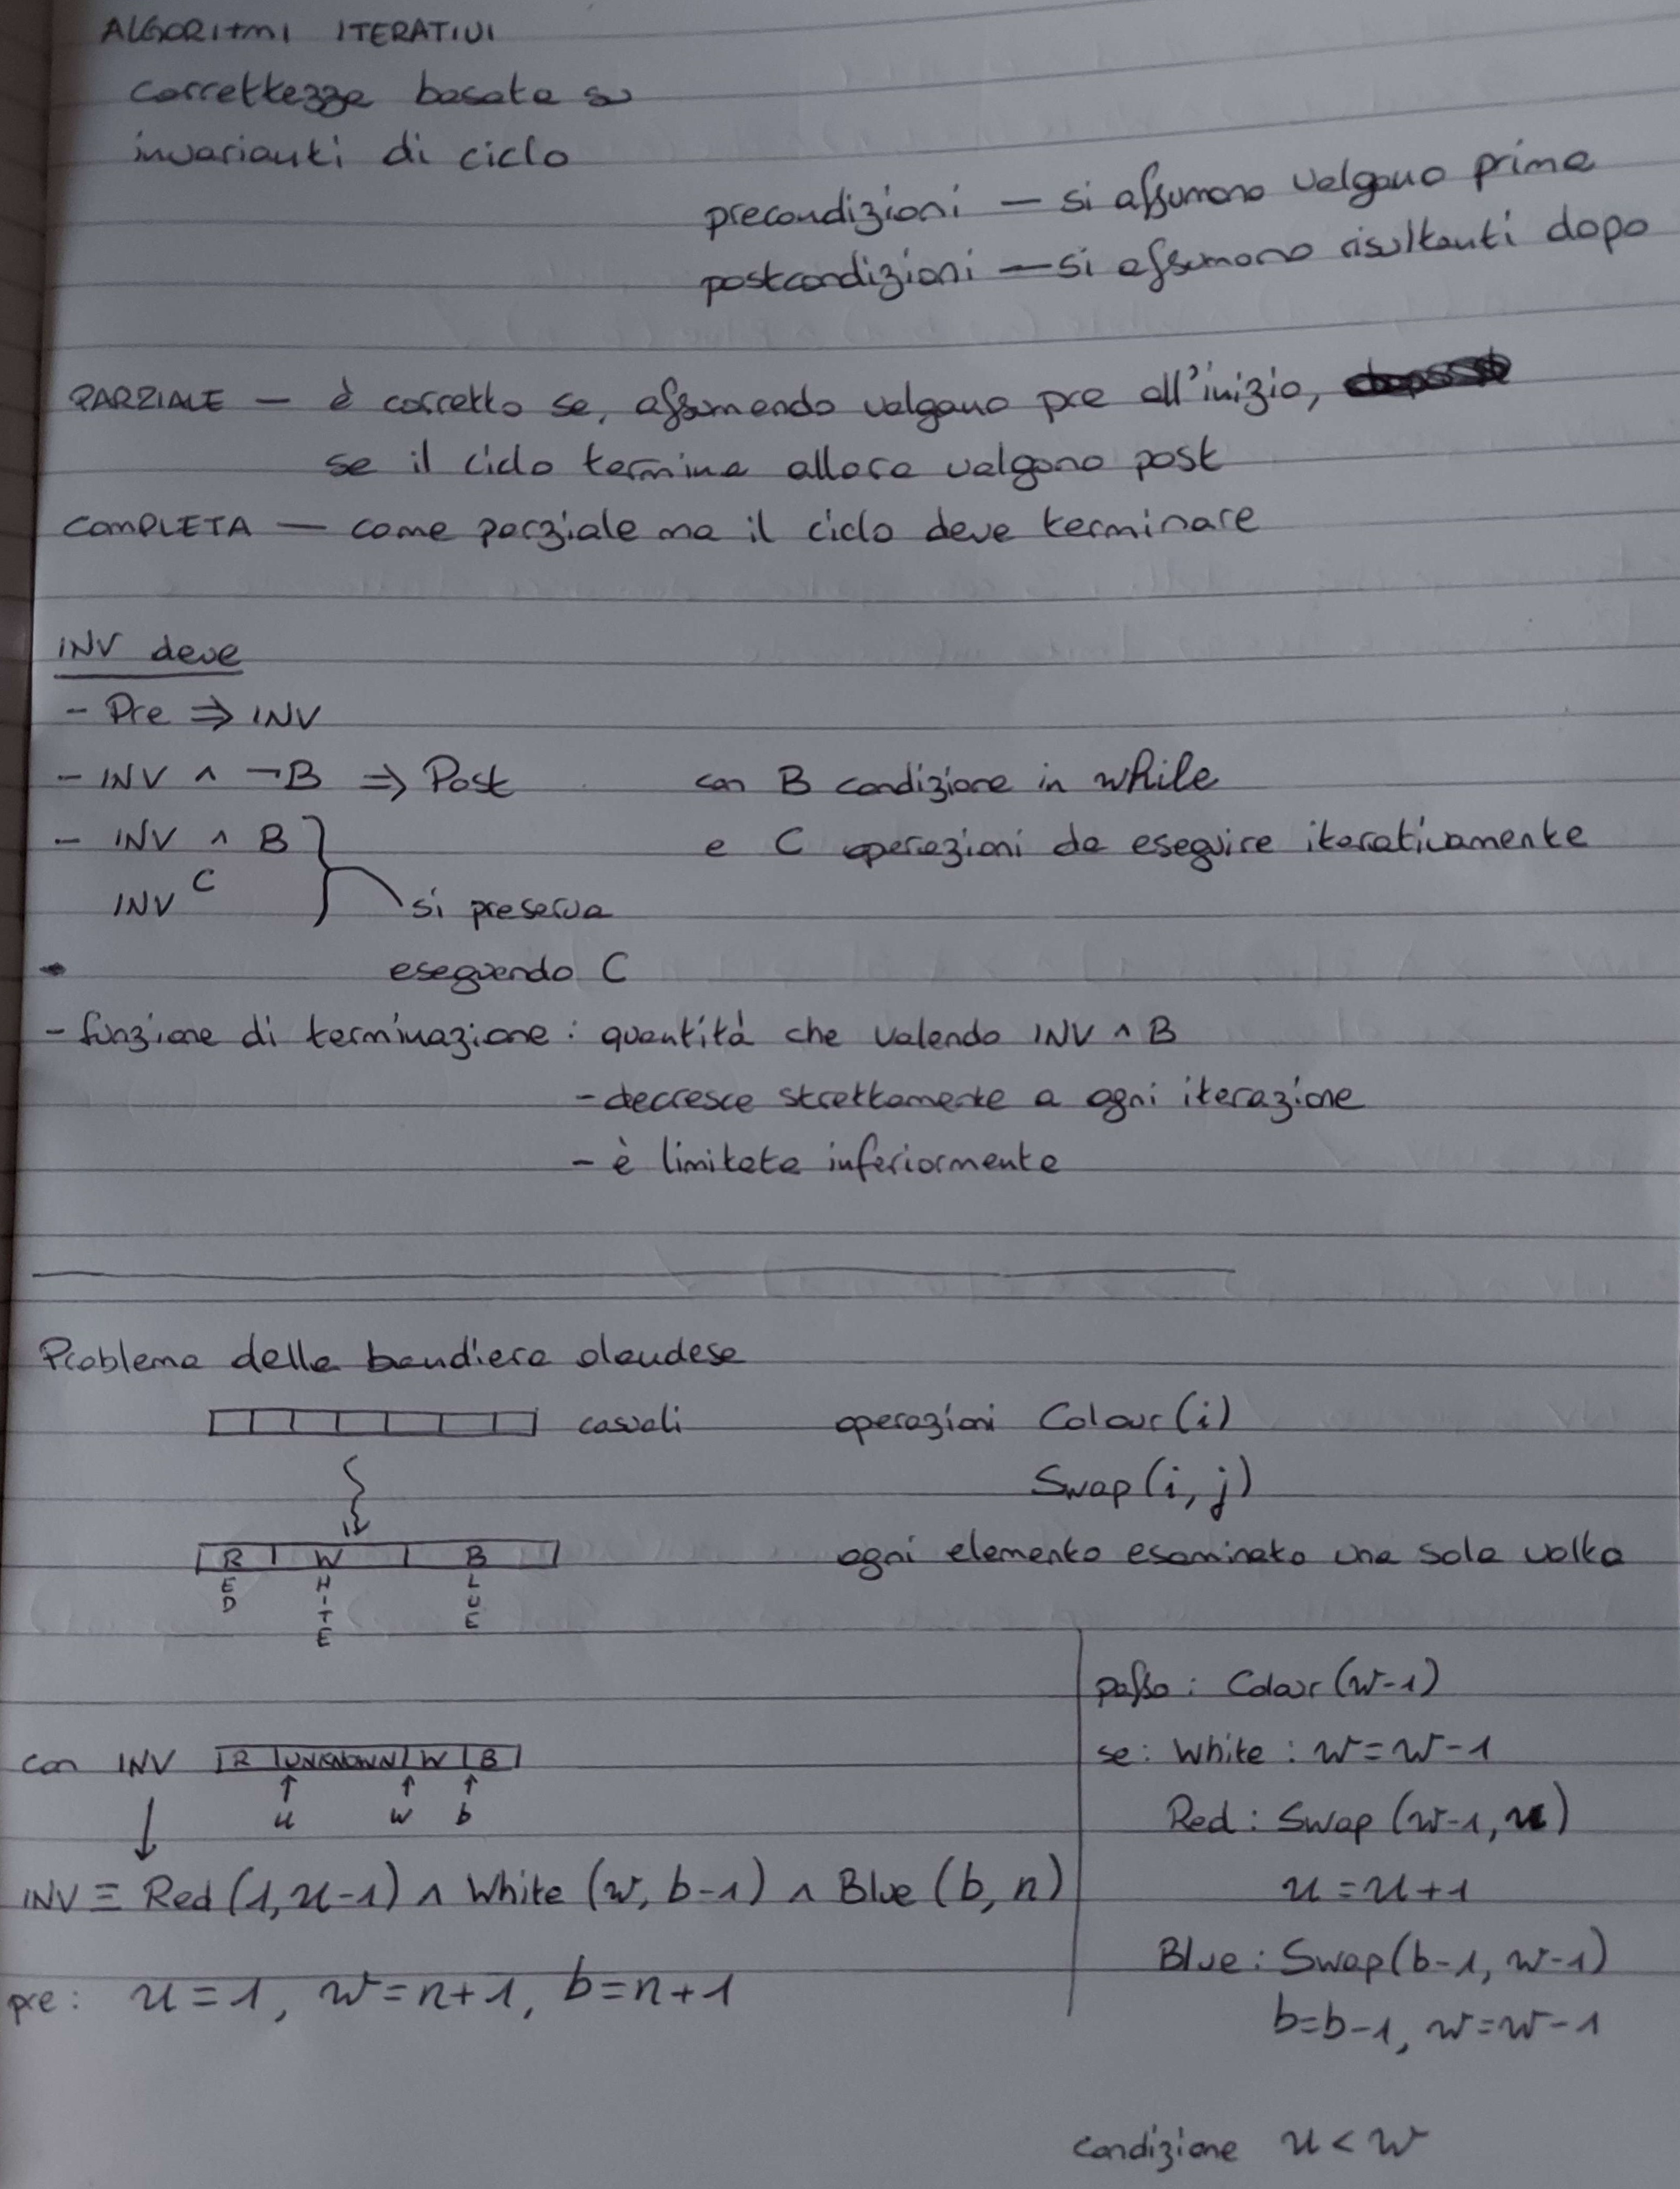 ALGORITMI ITERATIVI
correttezza basata su
invarianti di ciclo
precondizioni — si assumono valgano prima
postcondizioni — si assumono risultanti dopo
PARZIALE — è corretto se, assumendo valgano pre all'inizio,
se il ciclo termina allora valgono post
COMPLETA — come parziale ma il ciclo deve terminare
INV deve
- Pre ⇒ INV
- INV ∧ ¬B ⇒ Post con B condizione in while
- INV ∧ B e C operazioni da eseguire iterativamente
INV C si preserva
eseguendo C
- funzione di terminazione : quantità che valendo INV ∧ B
- decresce strettamente a ogni iterazione
- è limitata inferiormente
Problema della bandiera olandese
casuali operazioni Colour(i)
Swap(i, j)
RED WHITE BLUE ogni elemento esaminato una sola volta
passo : Colour(w-1)
con INV R UNKNOWN W B se : White : w=w-1
u w b Red : Swap (w-1, u)
INV ≡ Red (1, u-1) ∧ White (w, b-1) ∧ Blue (b, n) u=u+1
Blue : Swap(b-1, w-1)
pre : u=1, w=n+1, b=n+1 b=b-1, w=w-1
condizione u < w